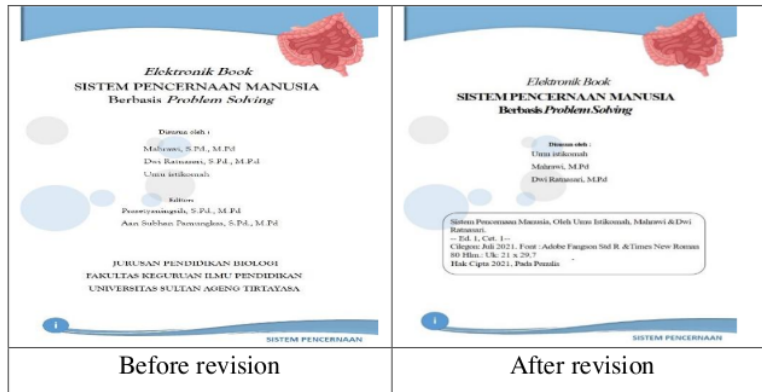 Elektronik Book
SISTEM PENCERNAAN MANUSIA
Berbasis Problem Solving
Disusun oleh :
Mahrawi, S.Pd., M.Pd
Dwi Ratnasari, S.Pd., M.Pd
Umu istikomah
Editor:
S.Pd., M.Pd
Aan Subhan Pamungkas, S.Pd., M.Pd
JURUSAN PENDIDIKAN BIOLOGI
FAKULTAS KEGURUAN ILMU PENDIDIKAN
UNIVERSITAS SULTAN AGENG TIRTAYASA
i
SISTEM PENCERNAAN
Before revision
Elektronik Book
SISTEM PENCERNAAN MANUSIA
Berbasis Problem Solving
Disusun oleh :
Umu istikomah
Mahrawi, M.Pd
Dwi Ratnasari, M.Pd
Sistem Pencernaan Manusia, Oleh Umu Istikomah, Mahrawi & Dwi
Ratnasari.
-- Ed. 1, Cet. 1--
Cilegon: Juli 2021. Font : Adobe Fangson Std R & Times New Roman
80 Hlm.: Uk: 21 x 29.7
Hak Cipta 2021, Pada Penulis
i
SISTEM PENCERNAAN
After revision